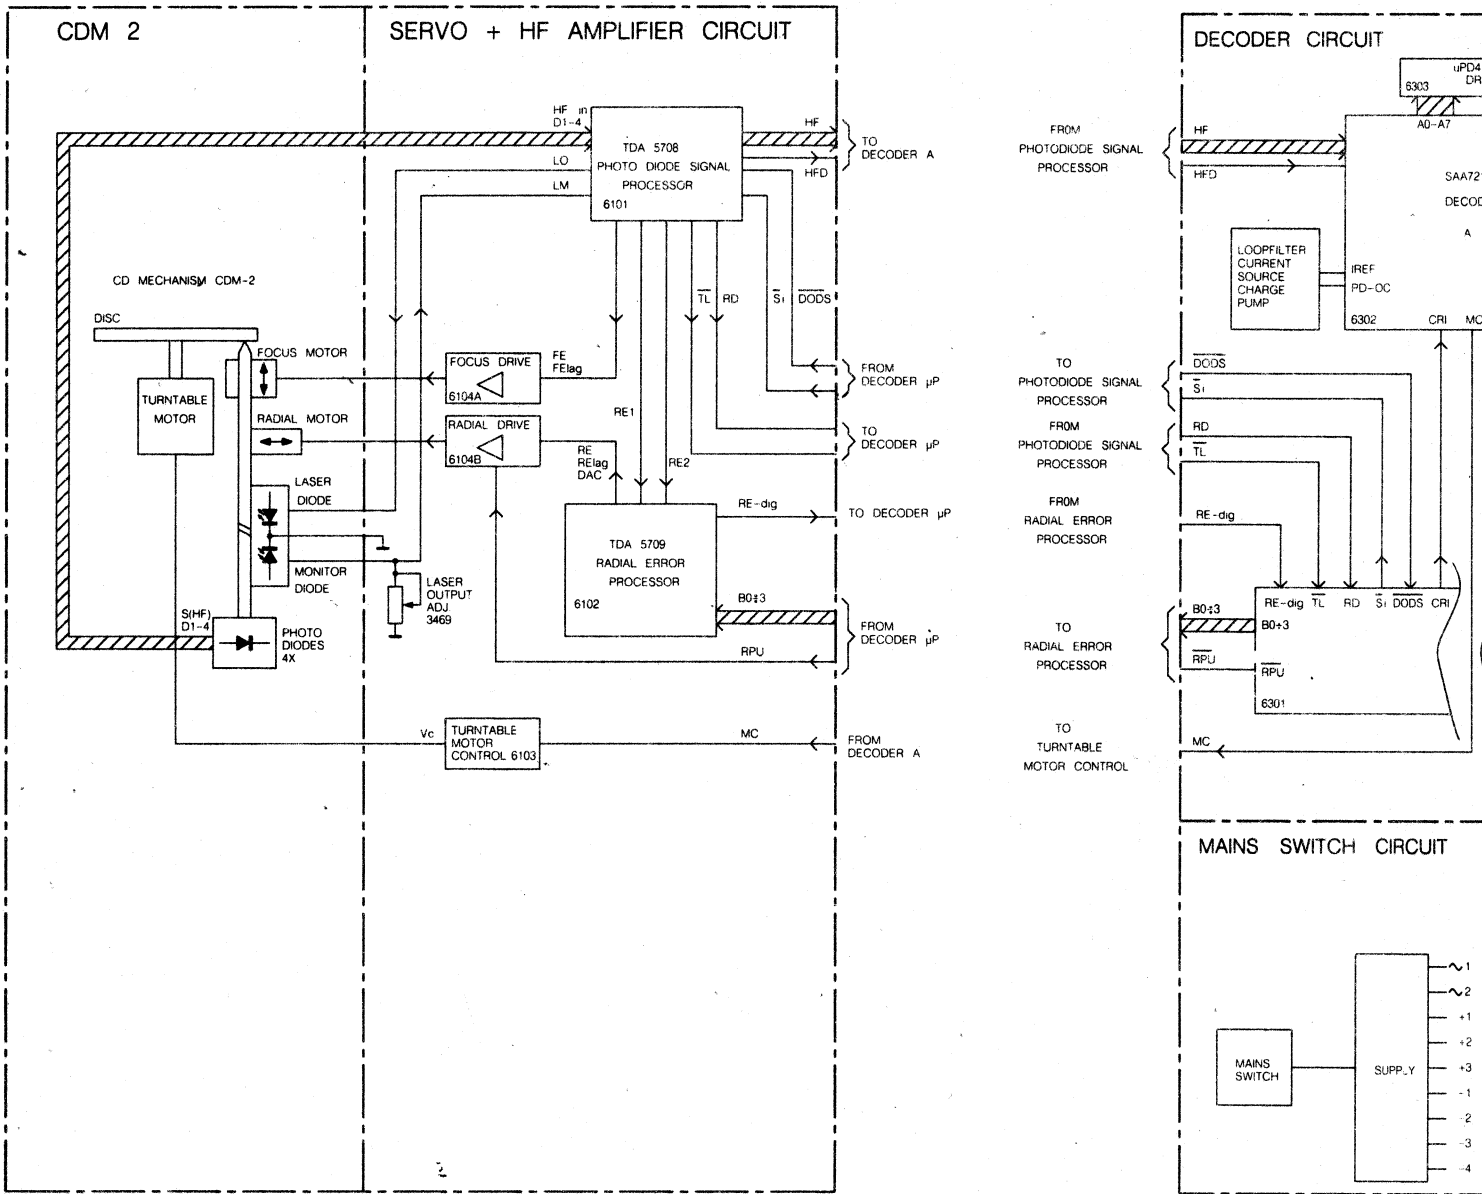 CDM 2
SERVO + HF AMPLIFIER CIRCUIT
HF in
D1-4
TDA 5708
PHOTO DIODE SIGNAL
PROCESSOR
6101
LO
LM
HF
HFD
TO
DECODER A
CD MECHANISM CDM-2
DISC
TURNTABLE
MOTOR
FOCUS MOTOR
RADIAL MOTOR
LASER
DIODE
MONITOR
DIODE
S(HF)
D1-4
PHOTO
DIODES
4X
FOCUS DRIVE
6104A
FE
FElag
RADIAL DRIVE
6104B
RE
RElag
DAC
RE1
RE2
TL
RD
Si
DODS
FROM
DECODER µP
TO
DECODER µP
TDA 5709
RADIAL ERROR
PROCESSOR
6102
RE-dig
TO DECODER µP
B0÷3
RPU
FROM
DECODER µP
LASER
OUTPUT
ADJ.
3469
Vc
TURNTABLE
MOTOR
CONTROL 6103
MC
FROM
DECODER A
DECODER CIRCUIT
FROM
PHOTODIODE SIGNAL
PROCESSOR
HF
HFD
6303
µPD4
DR
A0-A7
SAA721
DECOD
A
LOOPFILTER
CURRENT
SOURCE
CHARGE
PUMP
IREF
PD-OC
6302
CRI
MC
TO
PHOTODIODE SIGNAL
PROCESSOR
DODS
Si
FROM
PHOTODIODE SIGNAL
PROCESSOR
RD
TL
FROM
RADIAL ERROR
PROCESSOR
RE-dig
RE-dig TL RD Si DODS CRI
TO
RADIAL ERROR
PROCESSOR
B0÷3
B0÷3
RPU
RPU
6301
TO
TURNTABLE
MOTOR CONTROL
MC
MAINS SWITCH CIRCUIT
MAINS
SWITCH
SUPPLY
~1
~2
+1
+2
+3
-1
-2
-3
-4